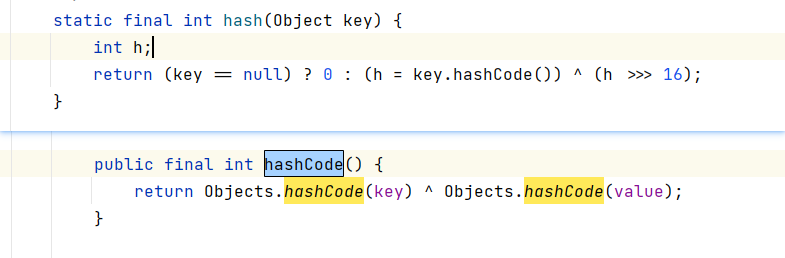 static final int hash(Object key) {
int h;
return (key == null) ? 0 : (h = key.hashCode()) ^ (h >>> 16);
}
public final int hashCode() {
return Objects.hashCode(key) ^ Objects.hashCode(value);
}